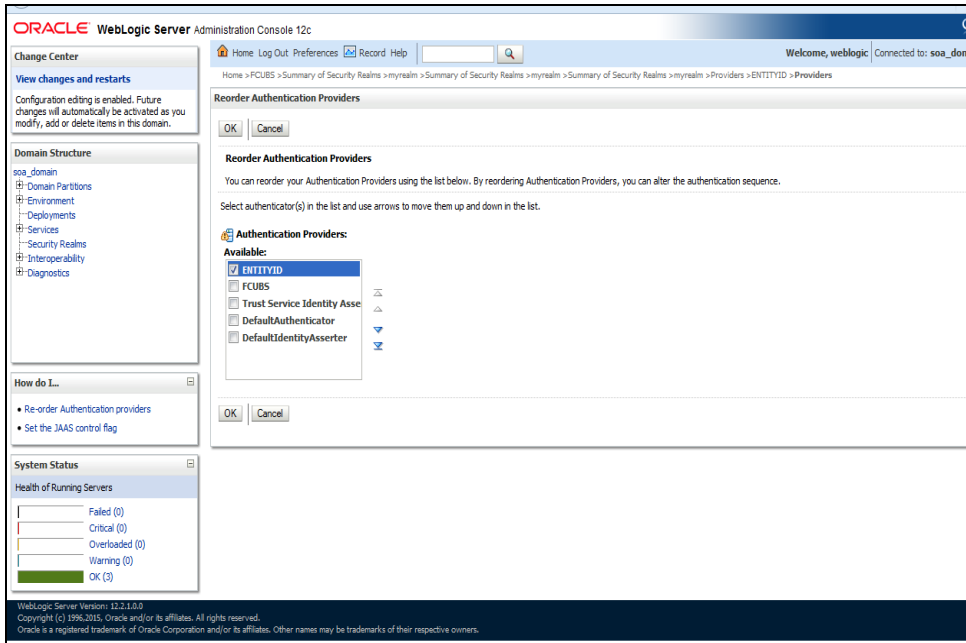 ORACLE WebLogic Server Administration Console 12c
Change Center
View changes and restarts
Configuration editing is enabled. Future
changes will automatically be activated as you
modify, add or delete items in this domain.
Domain Structure
soa_domain
Domain Partitions
Environment
Deployments
Services
Security Realms
Interoperability
Diagnostics
How do I...
Re-order Authentication providers
Set the JAAS control flag
System Status
Health of Running Servers
Failed (0)
Critical (0)
Overloaded (0)
Warning (0)
OK (3)
Home Log Out Preferences Record Help
Welcome, weblogic Connected to: soa_dom
Home >FCUBS >Summary of Security Realms >myrealm >Summary of Security Realms >myrealm >Summary of Security Realms >myrealm >Providers >ENTITYID >Providers
Reorder Authentication Providers
OK Cancel
Reorder Authentication Providers
You can reorder your Authentication Providers using the list below. By reordering Authentication Providers, you can alter the authentication sequence.
Select authenticator(s) in the list and use arrows to move them up and down in the list.
Authentication Providers:
Available:
ENTITYID
FCUBS
Trust Service Identity Asse
DefaultAuthenticator
DefaultIdentityAsserter
OK Cancel
WebLogic Server Version: 12.2.1.0.0
Copyright (c) 1996,2015, Oracle and/or its affiliates. All rights reserved.
Oracle is a registered trademark of Oracle Corporation and/or its affiliates. Other names may be trademarks of their respective owners.